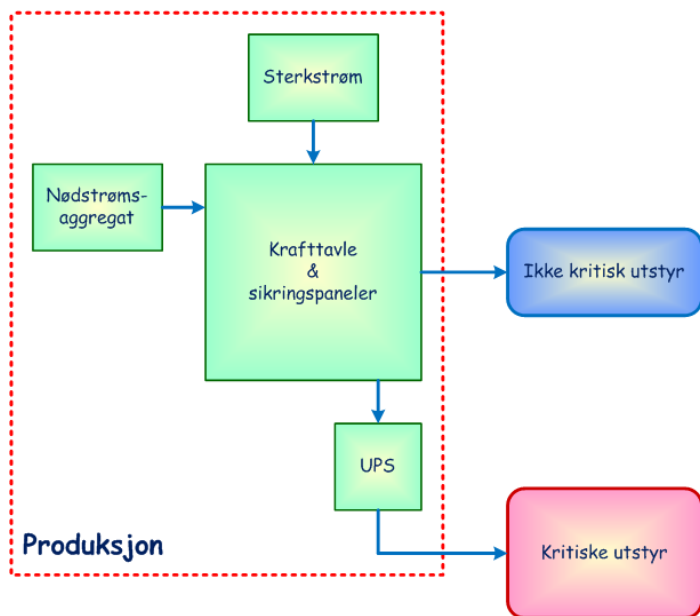 Sterkstrøm
Nødstrøms-
aggregat
Krafttavle
&
sikringspaneler
Ikke kritisk utstyr
UPS
Produksjon
Kritiske utstyr